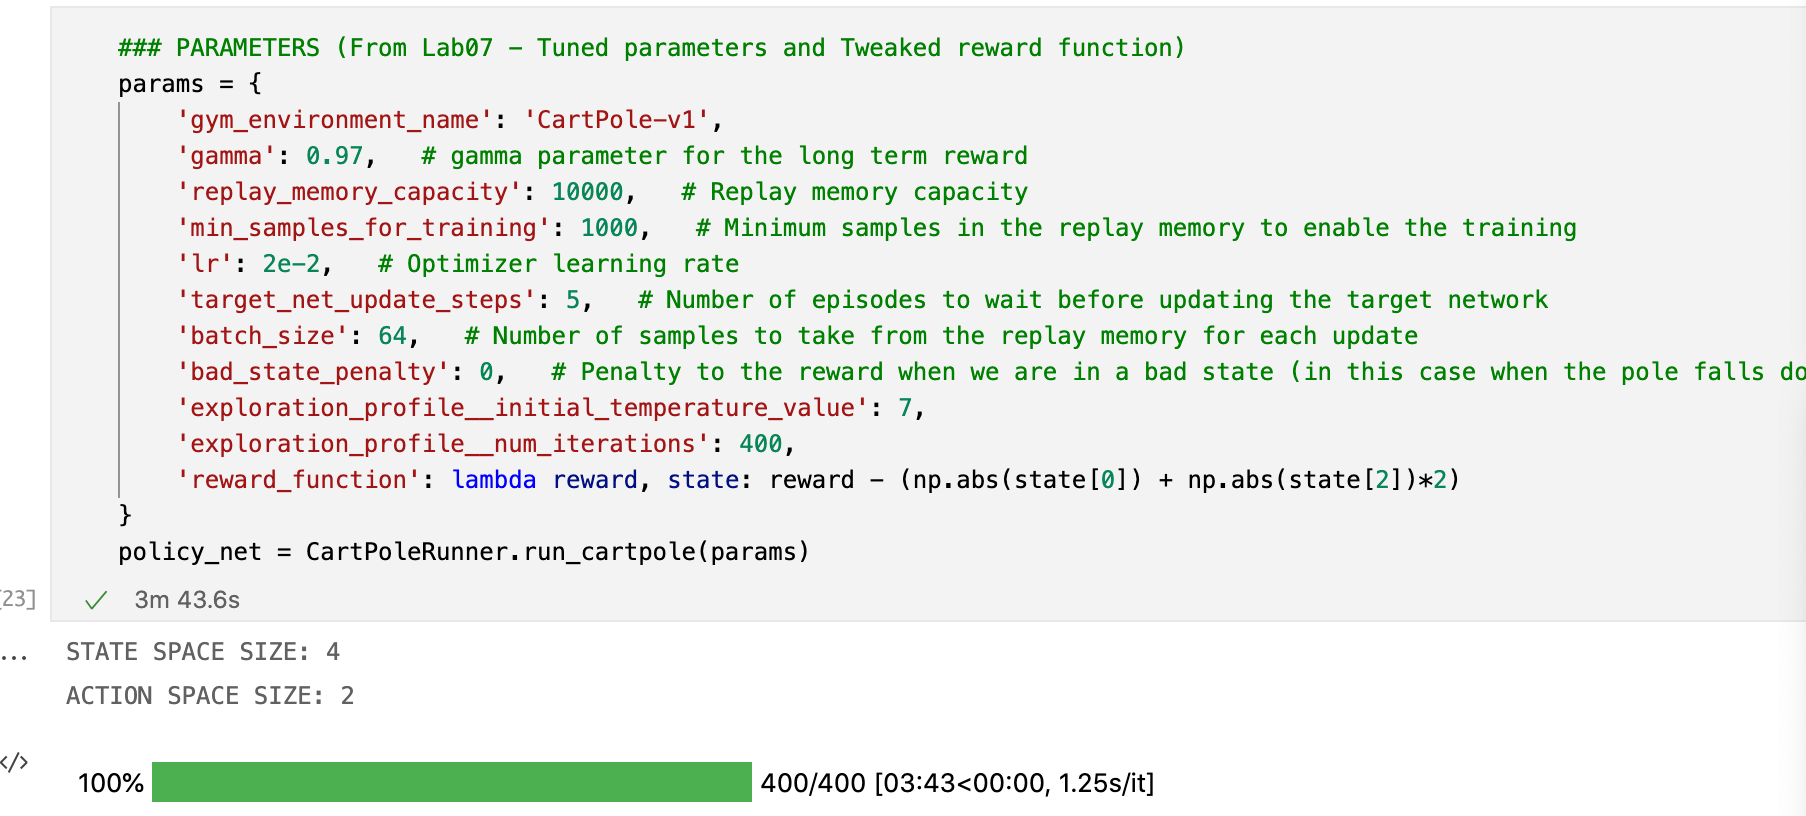 ### PARAMETERS (From Lab07 – Tuned parameters and Tweaked reward function)
params = {
'gym_environment_name': 'CartPole-v1',
'gamma': 0.97,   # gamma parameter for the long term reward
'replay_memory_capacity': 10000,   # Replay memory capacity
'min_samples_for_training': 1000,   # Minimum samples in the replay memory to enable the training
'lr': 2e-2,   # Optimizer learning rate
'target_net_update_steps': 5,   # Number of episodes to wait before updating the target network
'batch_size': 64,   # Number of samples to take from the replay memory for each update
'bad_state_penalty': 0,   # Penalty to the reward when we are in a bad state (in this case when the pole falls do
'exploration_profile__initial_temperature_value': 7,
'exploration_profile__num_iterations': 400,
'reward_function': lambda reward, state: reward - (np.abs(state[0]) + np.abs(state[2])*2)
}
policy_net = CartPoleRunner.run_cartpole(params)
[23] ✓ 3m 43.6s
... STATE SPACE SIZE: 4
ACTION SPACE SIZE: 2
</>
100% 400/400 [03:43<00:00, 1.25s/it]